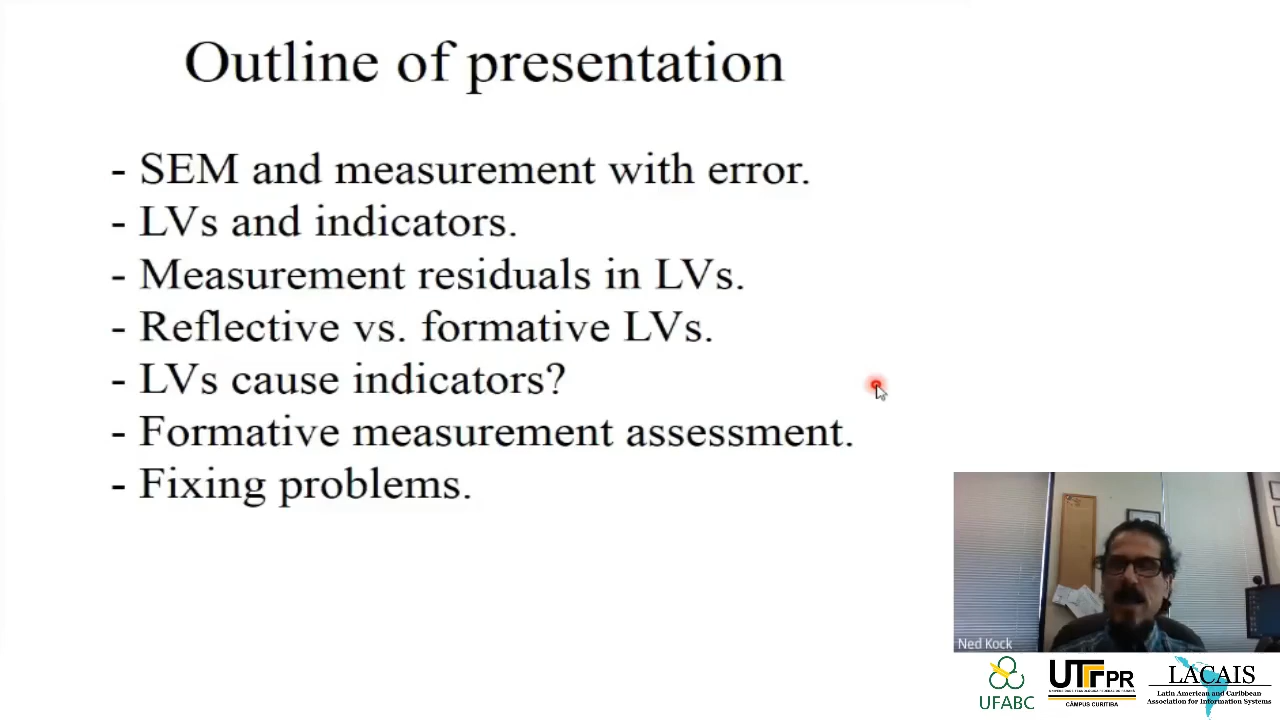 Outline of presentation
- SEM and measurement with error.
- LVs and indicators.
- Measurement residuals in LVs.
- Reflective vs. formative LVs.
- LVs cause indicators?
- Formative measurement assessment.
- Fixing problems.
Ned Kock
UFABC
UTFPR
CÂMPUS CURITIBA
LACAIS
Latin American and Caribbean
Association for Information Systems